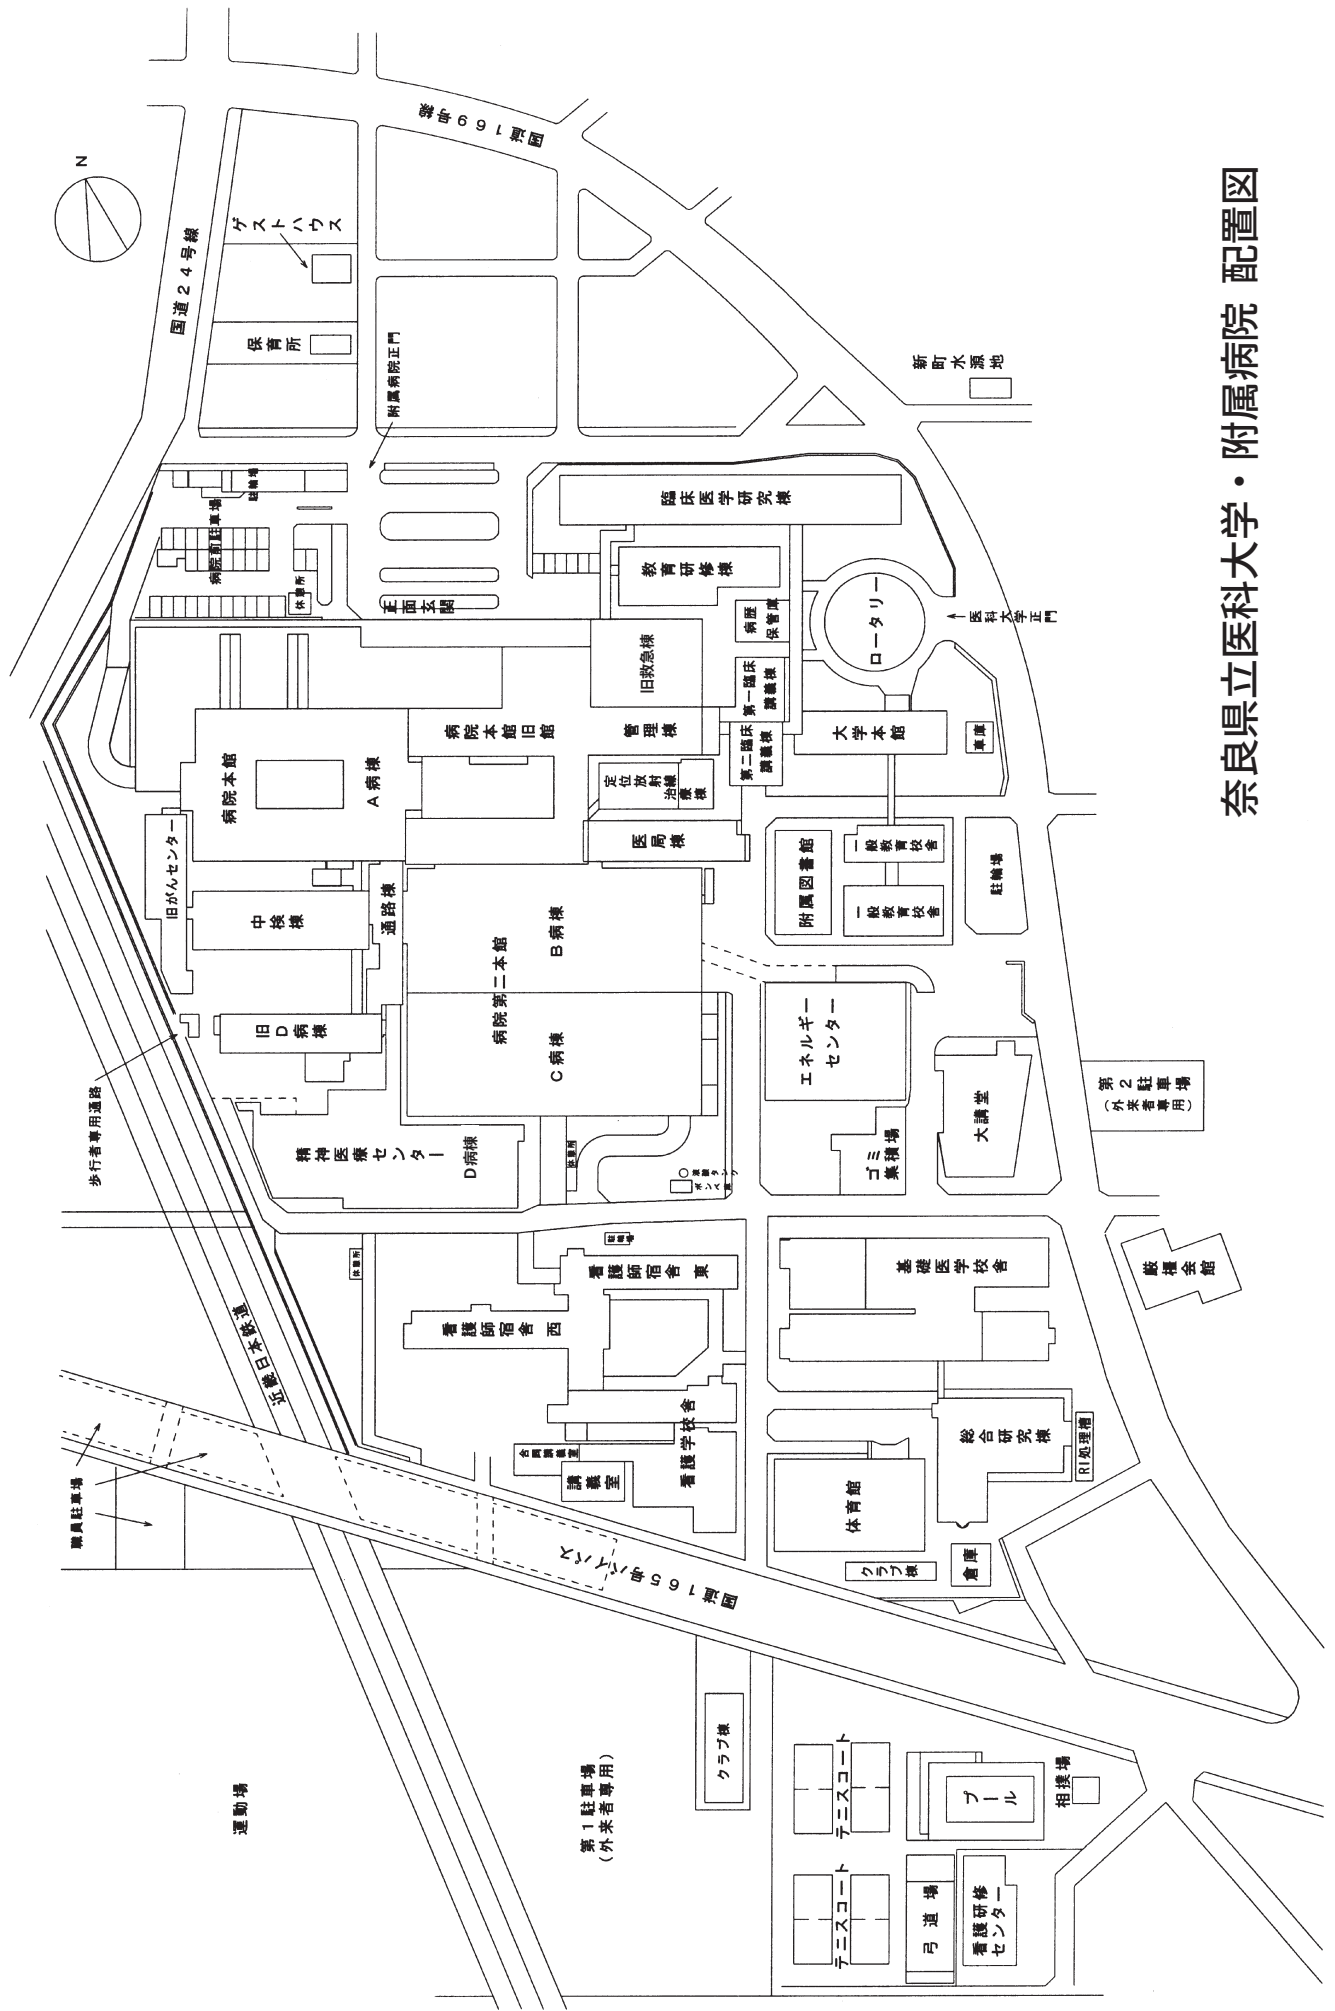 奈良県立医科大学・附属病院 配置図
N
国道24号線
国道169号線
ゲストハウス
保育所
附属病院正門
新町水源地
駐輪場
病院前駐車場
休憩所
正面玄関
臨床医学研究棟
教育研修棟
病歴
保管庫
ロータリー
医科大学正門
旧救急棟
第一臨床
講義棟
第二臨床
講義棟
病院本館旧館
管理棟
大学本館
車庫
病院本館
A病棟
定位放射
治線
療棟
医局棟
旧がんセンター
中検棟
通路棟
附属図書館
一般教育校舎
一般教育校舎
駐輪場
病院第二本館
B病棟
C病棟
旧D病棟
歩行者専用通路
エネルギー
センター
ゴミ
集積場
大講堂
第2駐車場
(外来者専用)
精神医療センター
D病棟
休憩所
液酸タンク
ボンベ庫
駐輪場
休憩所
看護師宿舎 東
看護師宿舎 西
基礎医学校舎
厳橿会館
近畿日本鉄道
看護学校舎
合同講義室
講義室
総合研究棟
RI処理槽
体育館
クラブ棟
倉庫
職員駐車場
国道165号バイパス
運動場
第1駐車場
(外来者専用)
クラブ棟
テニスコート
テニスコート
プール
相撲場
弓道場
看護研修
センター